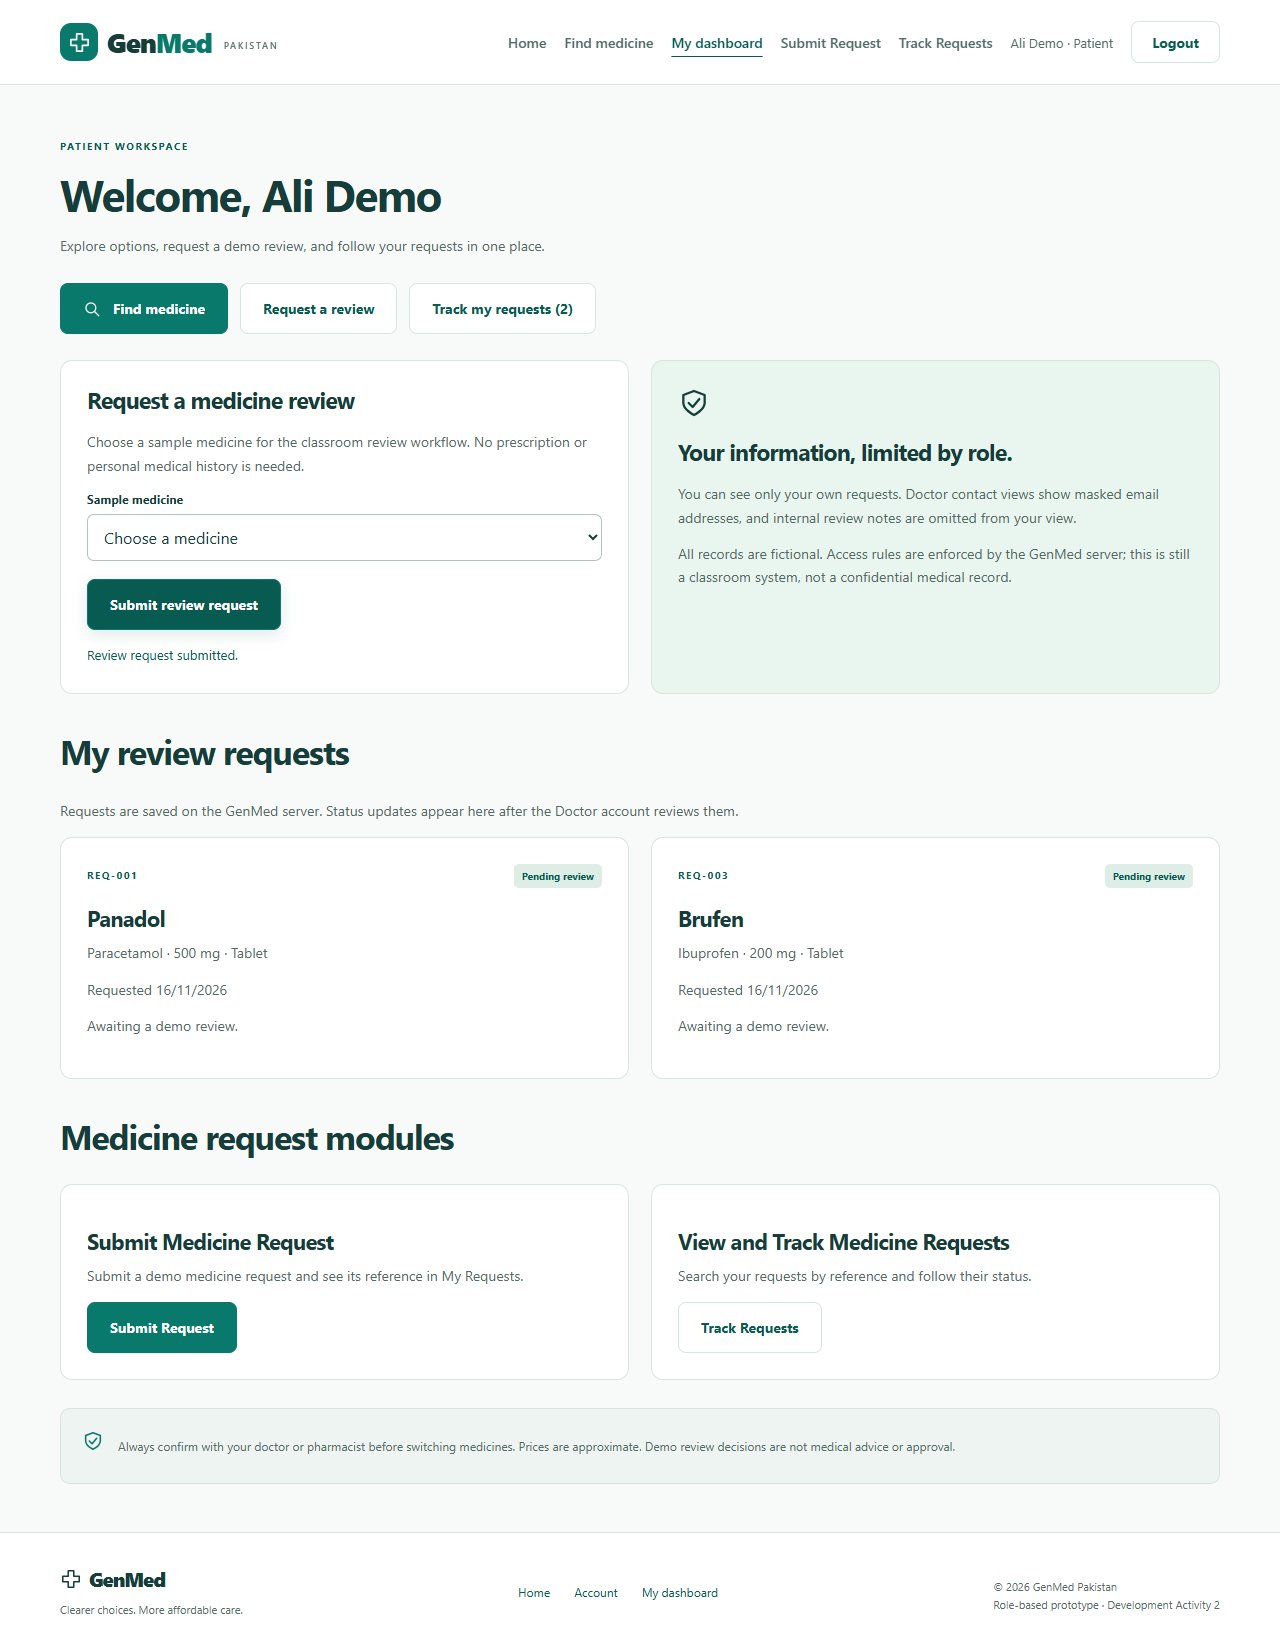 GenMed PAKISTAN
Home Find medicine My dashboard Submit Request Track Requests Ali Demo · Patient Logout
PATIENT WORKSPACE
Welcome, Ali Demo
Explore options, request a demo review, and follow your requests in one place.
Find medicine Request a review Track my requests (2)
Request a medicine review
Choose a sample medicine for the classroom review workflow. No prescription or
personal medical history is needed.
Sample medicine
Choose a medicine
Submit review request
Review request submitted.
Your information, limited by role.
You can see only your own requests. Doctor contact views show masked email
addresses, and internal review notes are omitted from your view.
All records are fictional. Access rules are enforced by the GenMed server; this is still
a classroom system, not a confidential medical record.
My review requests
Requests are saved on the GenMed server. Status updates appear here after the Doctor account reviews them.
REQ-001 Pending review
Panadol
Paracetamol · 500 mg · Tablet
Requested 16/11/2026
Awaiting a demo review.
REQ-003 Pending review
Brufen
Ibuprofen · 200 mg · Tablet
Requested 16/11/2026
Awaiting a demo review.
Medicine request modules
Submit Medicine Request
Submit a demo medicine request and see its reference in My Requests.
Submit Request
View and Track Medicine Requests
Search your requests by reference and follow their status.
Track Requests
Always confirm with your doctor or pharmacist before switching medicines. Prices are approximate. Demo review decisions are not medical advice or approval.
GenMed
Clearer choices. More affordable care.
Home Account My dashboard
© 2026 GenMed Pakistan
Role-based prototype · Development Activity 2